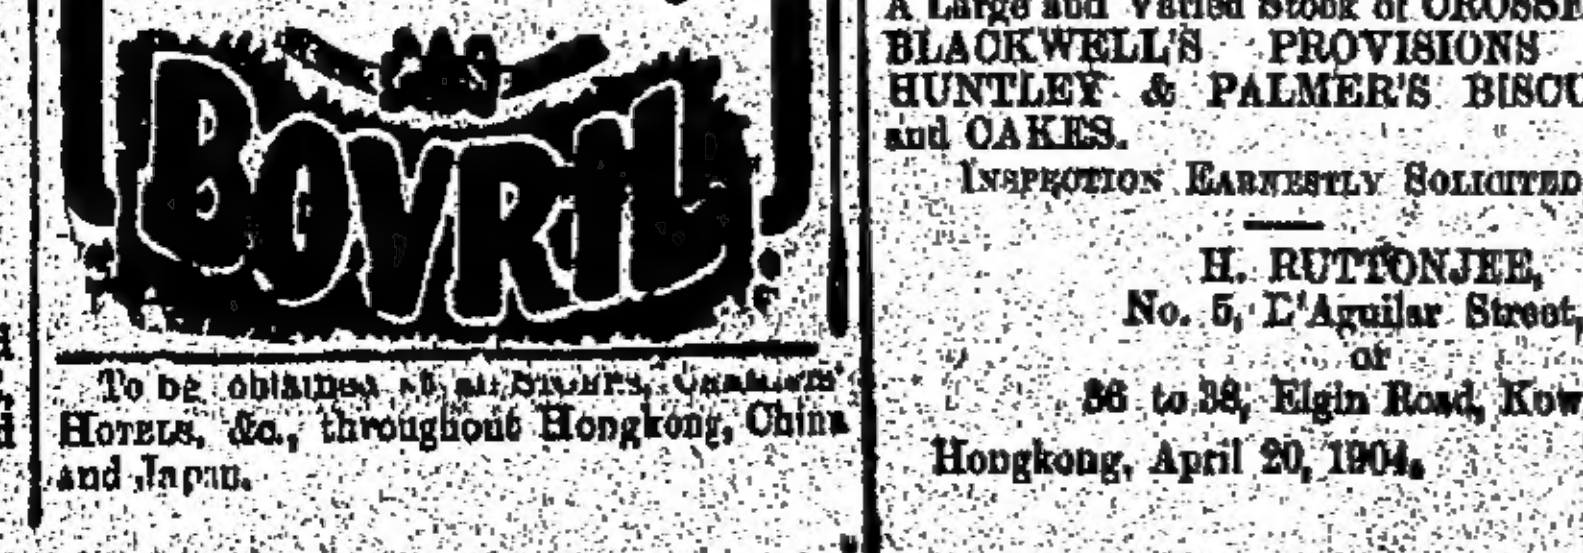 BOVRIL
To be obtained at all STORES,
HOTELS, &c., throughout Hongkong, China
and Japan.
A Large and Varied Stock of CROSSE
BLACKWELL'S PROVISIONS
HUNTLEY & PALMER'S BISCU
and CAKES.
INSPECTION EARNESTLY SOLICITED
H. RUTTONJEE,
No. 5, L'Aguilar Street,
or
36 to 38, Elgin Road, Kow
Hongkong, April 20, 1904.